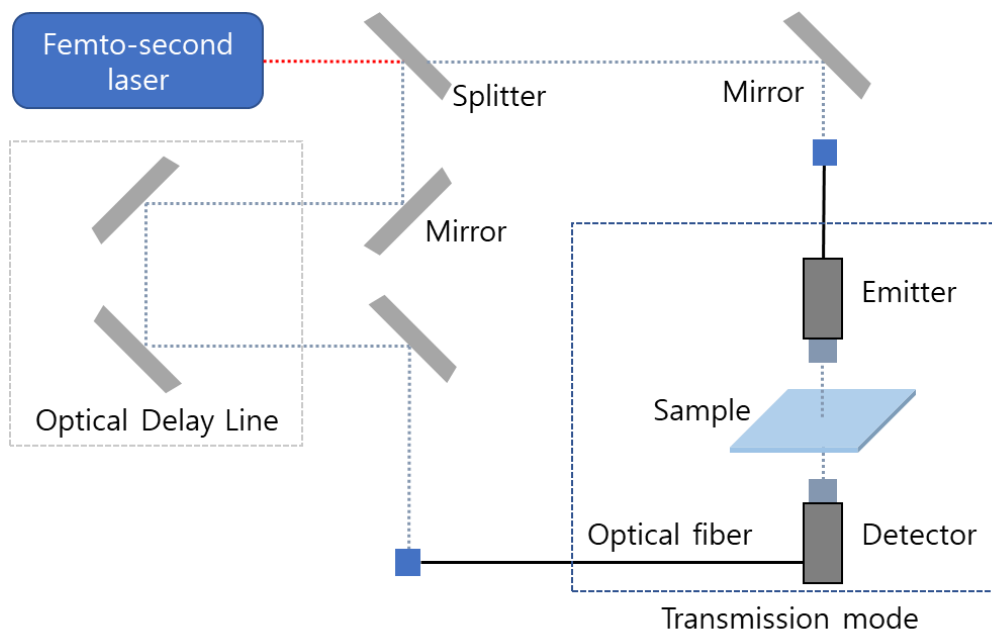 Femto-second
laser
Splitter
Mirror
Mirror
Emitter
Sample
Optical Delay Line
Optical fiber
Detector
Transmission mode